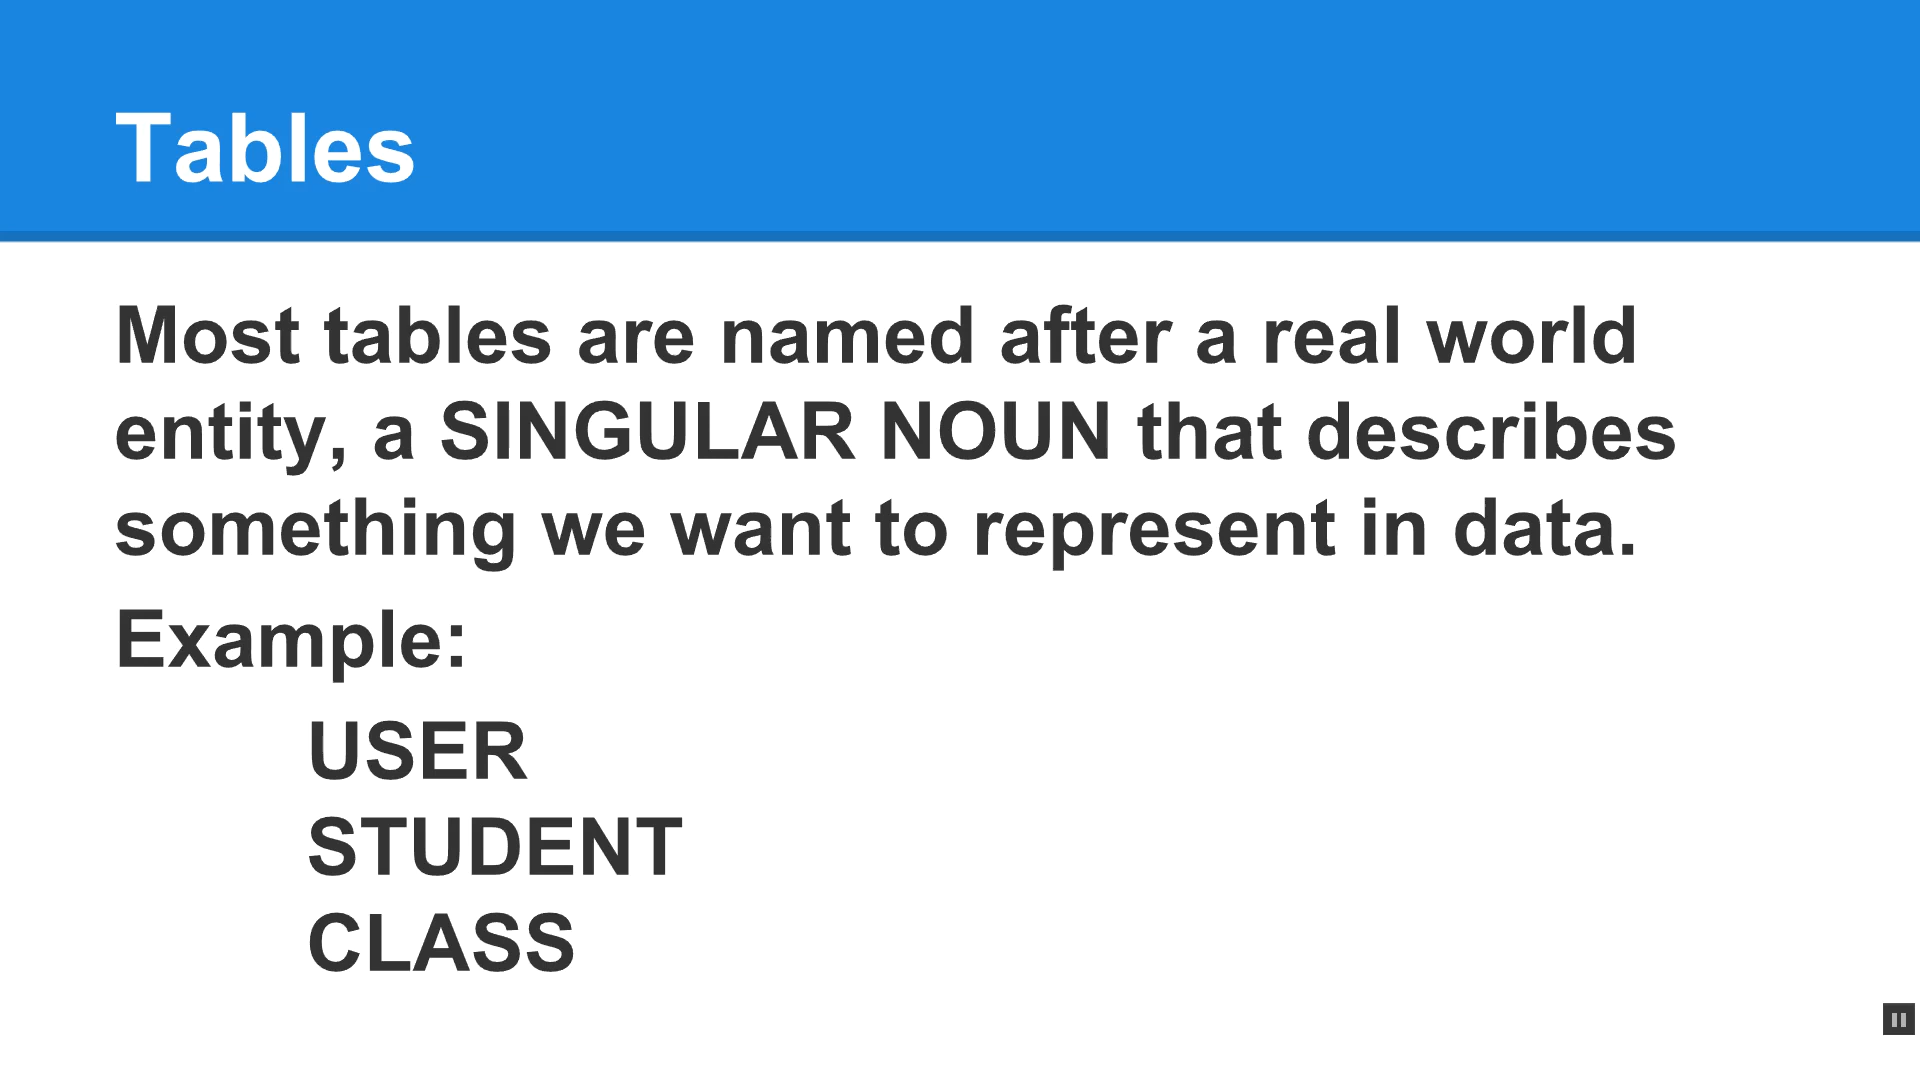 Tables
Most tables are named after a real world
entity, a SINGULAR NOUN that describes
something we want to represent in data.
Example:
USER
STUDENT
CLASS